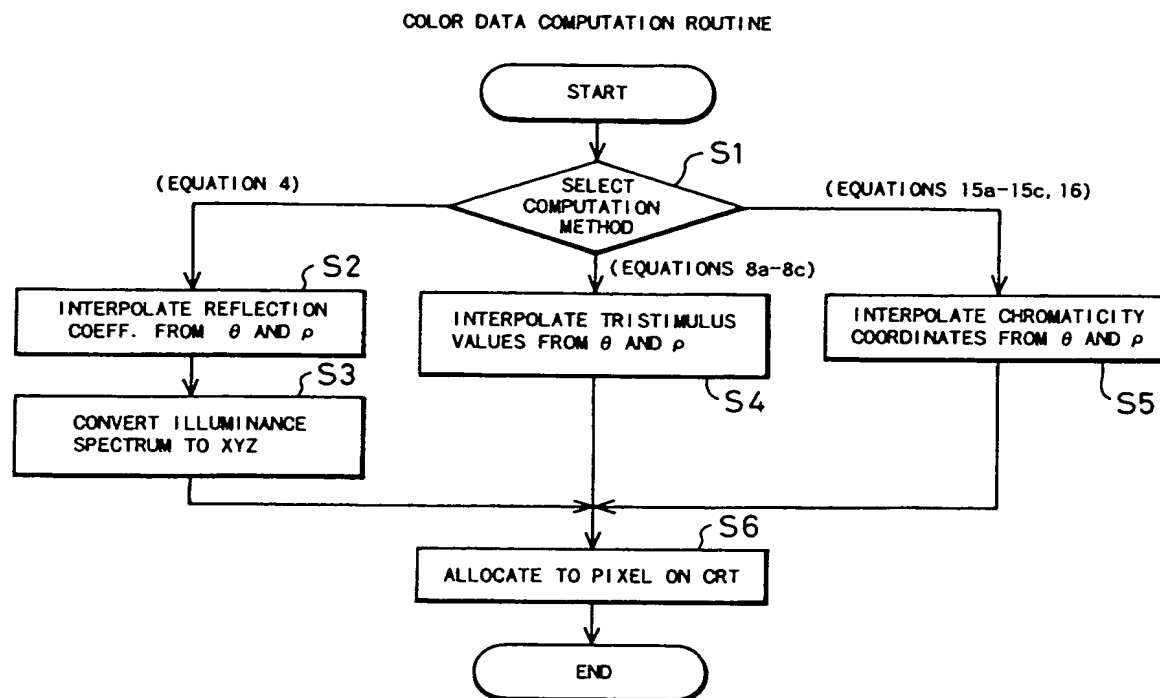 COLOR DATA COMPUTATION ROUTINE
START
S1
SELECT
COMPUTATION
METHOD
(EQUATION 4)
(EQUATIONS 15a-15c, 16)
(EQUATIONS 8a-8c)
S2
INTERPOLATE REFLECTION
COEFF. FROM θ AND ρ
S3
CONVERT ILLUMINANCE
SPECTRUM TO XYZ
INTERPOLATE TRISTIMULUS
VALUES FROM θ AND ρ
S4
INTERPOLATE CHROMATICITY
COORDINATES FROM θ AND ρ
S5
S6
ALLOCATE TO PIXEL ON CRT
END